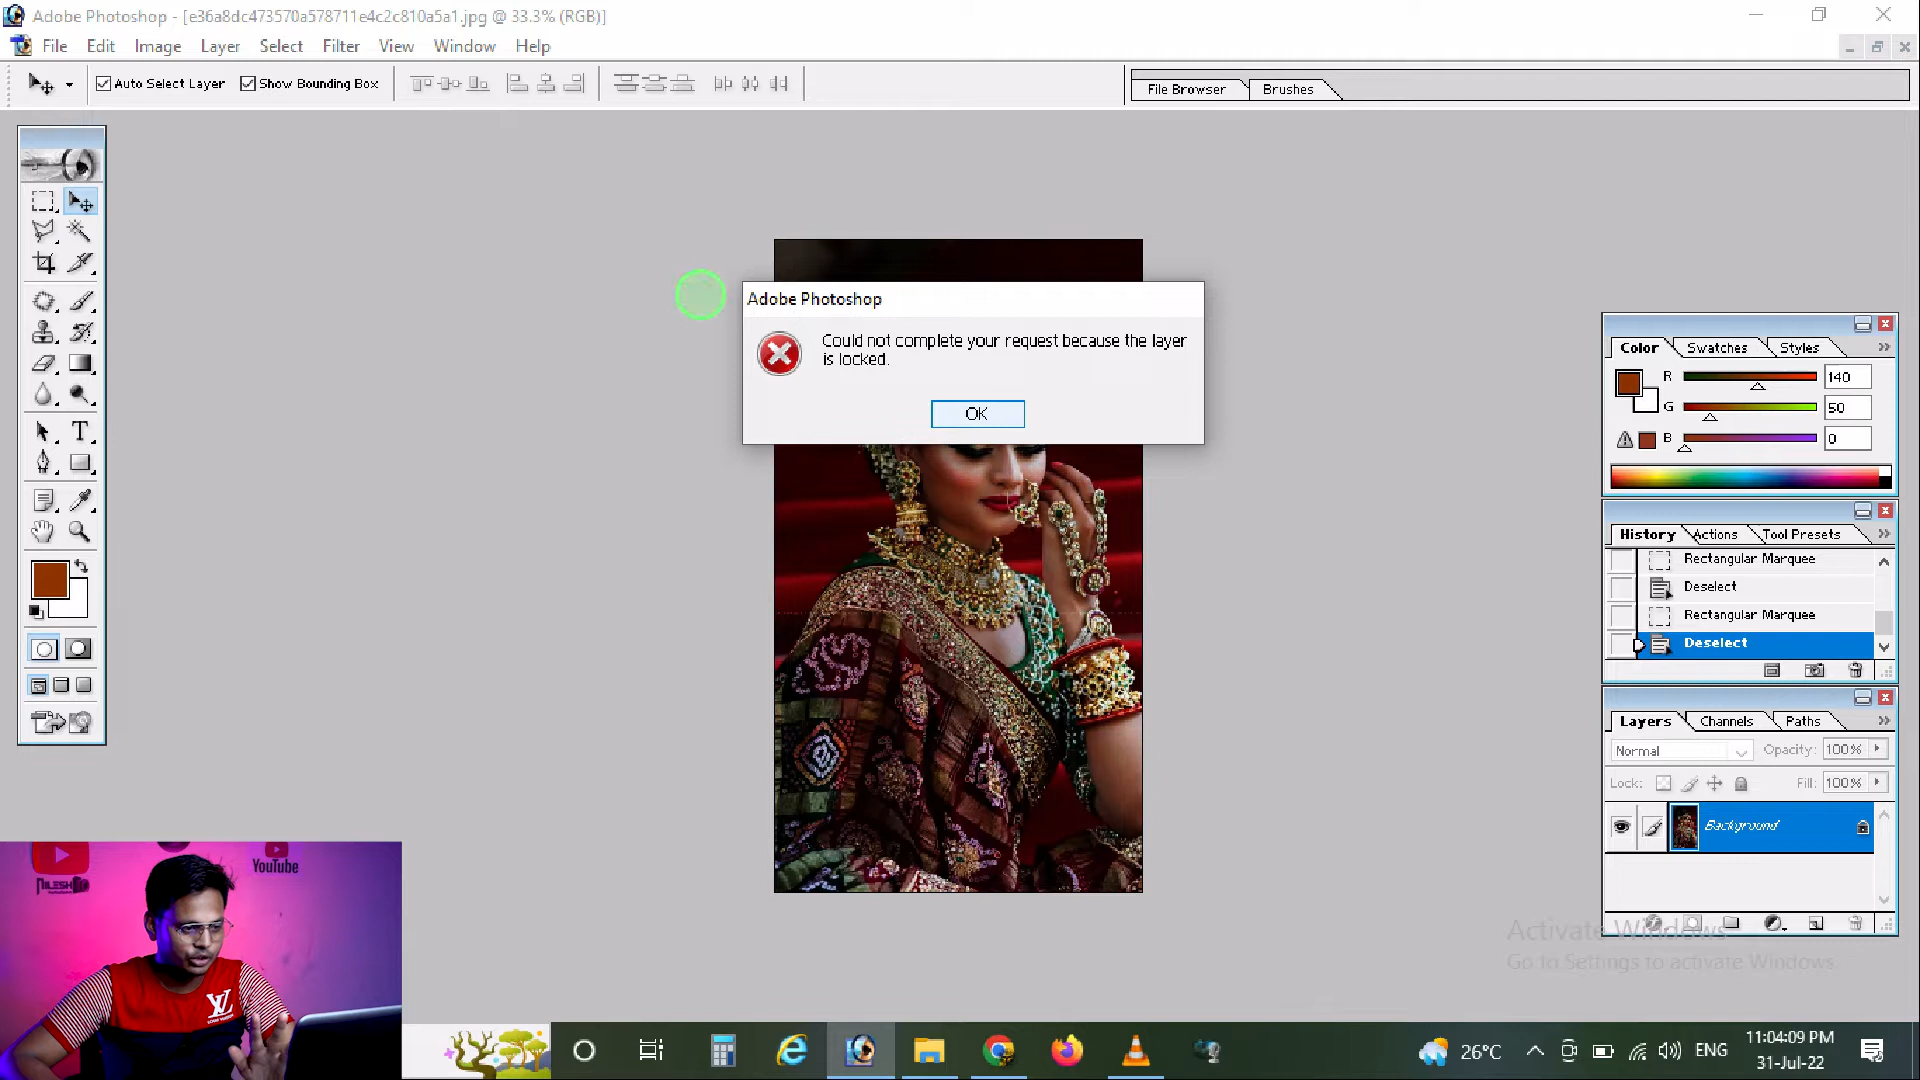 Adobe Photoshop - [e36a8dc473570a578711e4c2c810a5a1.jpg @ 33.3% (RGB)]
File Edit Image Layer Select Filter View Window Help
Auto Select Layer Show Bounding Box
File Browser Brushes
Adobe Photoshop
Could not complete your request because the layer
is locked.
OK
Color Swatches Styles
R 140
G 50
B 0
History Actions Tool Presets
Rectangular Marquee
Deselect
Rectangular Marquee
Deselect
Layers Channels Paths
Normal Opacity: 100%
Lock: Fill: 100%
Background
Activate Windows
Go to Settings to activate Windows.
YouTube
NILESH
26°C ENG
11:04:09 PM
31-Jul-22